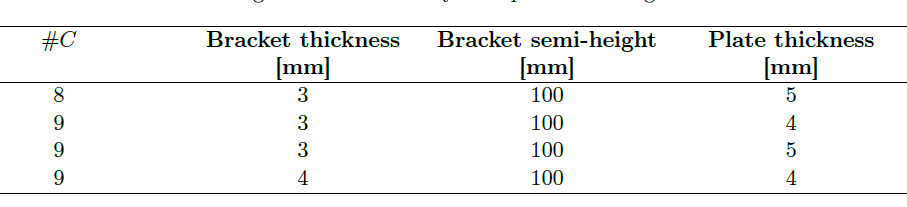 #C Bracket thickness Bracket semi-height Plate thickness
[mm] [mm] [mm]
8 3 100 5
9 3 100 4
9 3 100 5
9 4 100 4